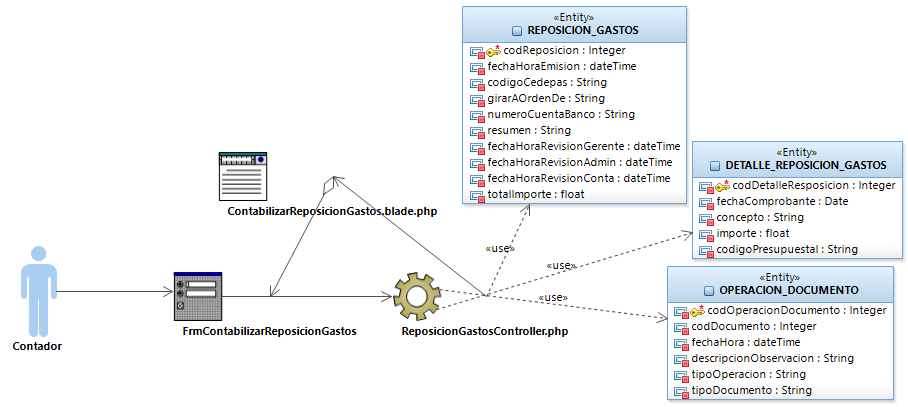 «Entity»
REPOSICION_GASTOS
codReposicion : Integer
fechaHoraEmision : dateTime
codigoCedepas : String
girarAOrdenDe : String
numeroCuentaBanco : String
resumen : String
fechaHoraRevisionGerente : dateTime
fechaHoraRevisionAdmin : dateTime
fechaHoraRevisionConta : dateTime
totalImporte : float
«Entity»
DETALLE_REPOSICION_GASTOS
codDetalleResposicion : Integer
fechaComprobante : Date
concepto : String
importe : float
codigoPresupuestal : String
ContabilizarReposicionGastos.blade.php
«use»
«use»
«use»
«Entity»
OPERACION_DOCUMENTO
codOperacionDocumento : Integer
codDocumento : Integer
fechaHora : dateTime
descripcionObservacion : String
tipoOperacion : String
tipoDocumento : String
Contador
FrmContabilizarReposicionGastos
ReposicionGastosController.php